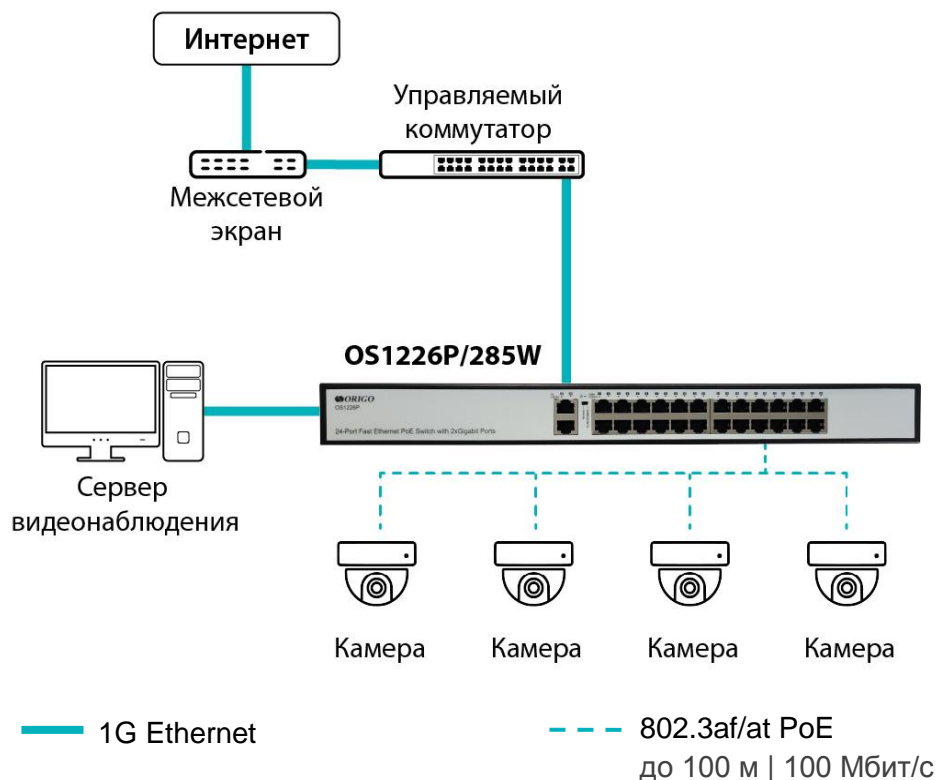 Интернет
Управляемый
коммутатор
Межсетевой
экран
OS1226P/285W
ORIGO
OS1226P
24-Port Fast Ethernet PoE Switch with 2xGigabit Ports
Сервер
видеонаблюдения
Камера
Камера
Камера
Камера
1G Ethernet
802.3af/at PoE
до 100 м | 100 Мбит/с